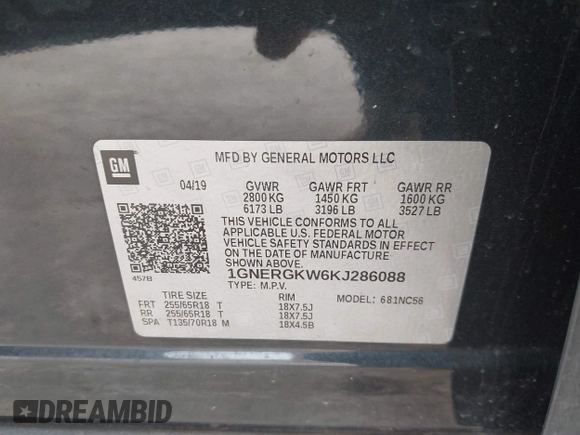 GM
MFD BY GENERAL MOTORS LLC
04/19 GVWR GAWR FRT GAWR RR
2800 KG 1450 KG 1600 KG
6173 LB 3196 LB 3527 LB
THIS VEHICLE CONFORMS TO ALL
APPLICABLE U.S. FEDERAL MOTOR
VEHICLE SAFETY STANDARDS IN EFFECT
ON THE DATE OF MANUFACTURE
SHOWN ABOVE.
457B
1GNERGKW6KJ286088
TYPE: M.P.V.
TIRE SIZE RIM MODEL: 681NC56
FRT 255/65R18 T 18X7.5J
RR 255/65R18 T 18X7.5J
SPA T135/70R18 M 18X4.5B
DREAMBID